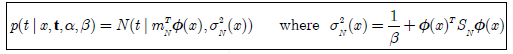 p(t | x, t, α, β) = N(t | m_N^T ϕ(x), σ_N^2(x)) where σ_N^2(x) = 1/β + ϕ(x)^T S_N ϕ(x)